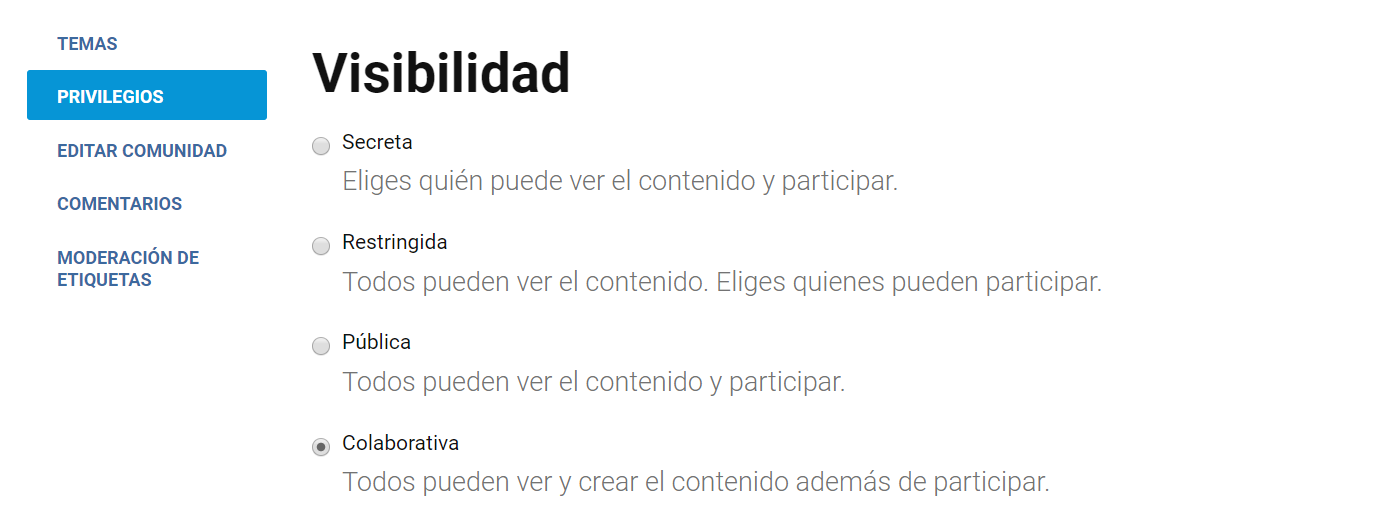 TEMAS
PRIVILEGIOS
EDITAR COMUNIDAD
COMENTARIOS
MODERACIÓN DE
ETIQUETAS
Visibilidad
Secreta
Eliges quién puede ver el contenido y participar.
Restringida
Todos pueden ver el contenido. Eliges quienes pueden participar.
Pública
Todos pueden ver el contenido y participar.
Colaborativa
Todos pueden ver y crear el contenido además de participar.